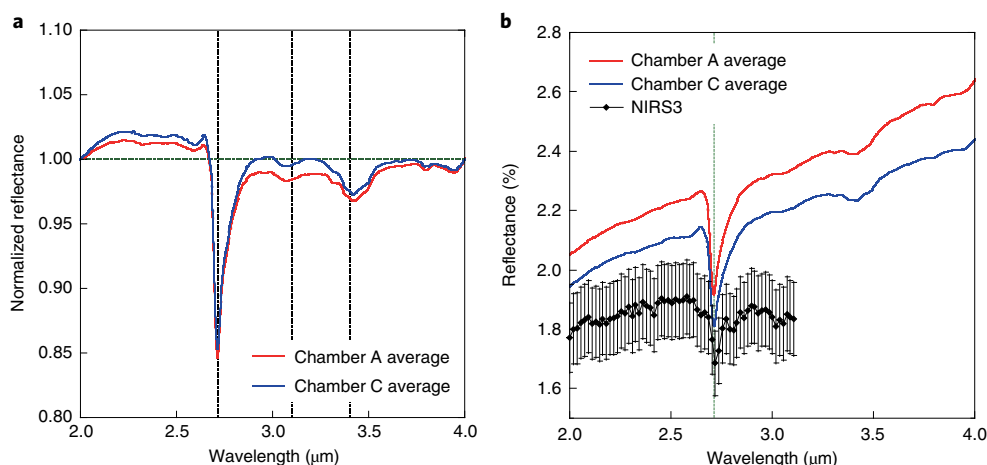 a
1.10
1.05
1.00
0.95
0.90
0.85
0.80
Normalized reflectance
Chamber A average
Chamber C average
2.0 2.5 3.0 3.5 4.0
Wavelength (μm)
b
2.8
2.6
2.4
2.2
2.0
1.8
1.6
Reflectance (%)
Chamber A average
Chamber C average
NIRS3
2.0 2.5 3.0 3.5 4.0
Wavelength (μm)